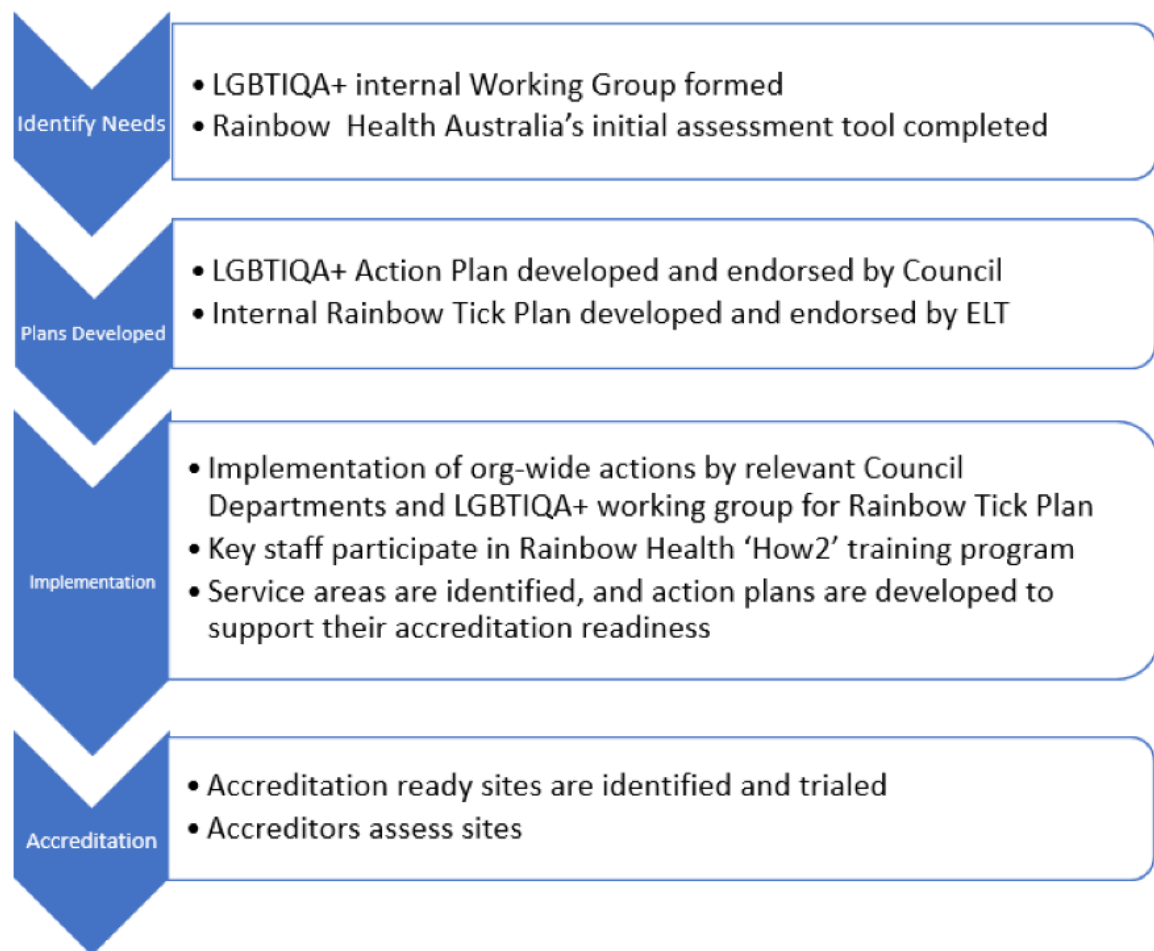 Identify Needs
• LGBTIQA+ internal Working Group formed
• Rainbow  Health Australia's initial assessment tool completed
Plans Developed
• LGBTIQA+ Action Plan developed and endorsed by Council
• Internal Rainbow Tick Plan developed and endorsed by ELT
Implementation
• Implementation of org-wide actions by relevant Council
Departments and LGBTIQA+ working group for Rainbow Tick Plan
• Key staff participate in Rainbow Health ‘How2’ training program
• Service areas are identified, and action plans are developed to
support their accreditation readiness
Accreditation
• Accreditation ready sites are identified and trialed
• Accreditors assess sites